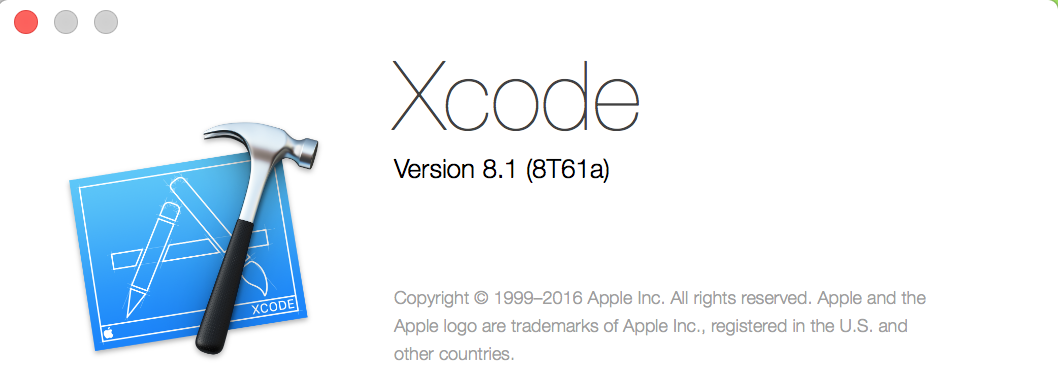 Xcode
Version 8.1 (8T61a)
XCODE
Copyright © 1999–2016 Apple Inc. All rights reserved. Apple and the
Apple logo are trademarks of Apple Inc., registered in the U.S. and
other countries.